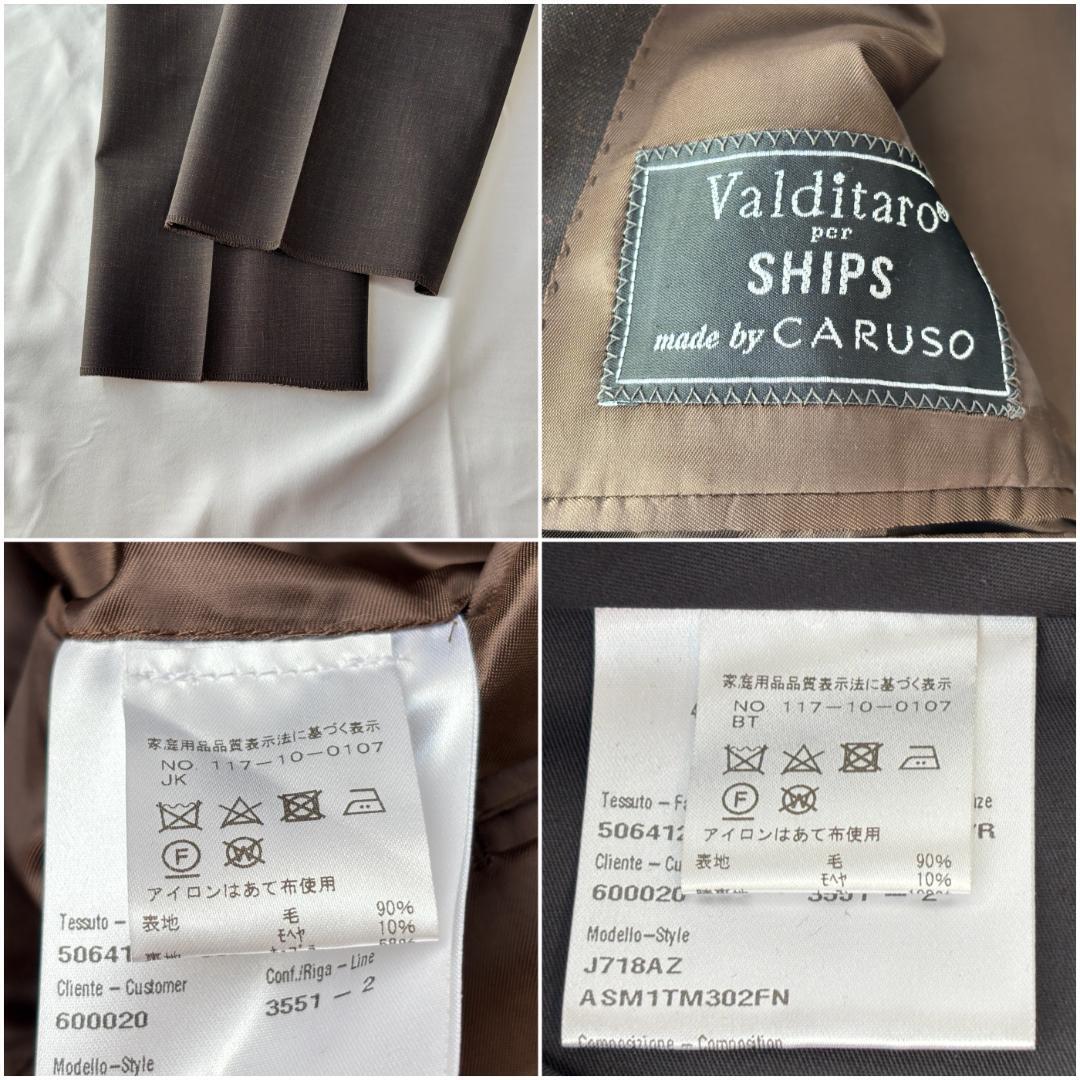 Valditaro®
per
SHIPS
made by CARUSO
家庭用品品質表示法に基づく表示
NO. 117-10-0107
JK
F W
アイロンはあて布使用
表地 毛 90%
モヘヤ 10%
Tessuto -
50641
Cliente - Customer
600020
Conf./Riga - Line
3551 - 2
Modello-Style
家庭用品品質表示法に基づく表示
NO. 117-10-0107
BT
F W
アイロンはあて布使用
表地 毛 90%
モヘヤ 10%
Tessuto - Fa
506412
Cliente - Cu
600020
Modello-Style
J718AZ
ASM1TM302FN
Composizione - Composition